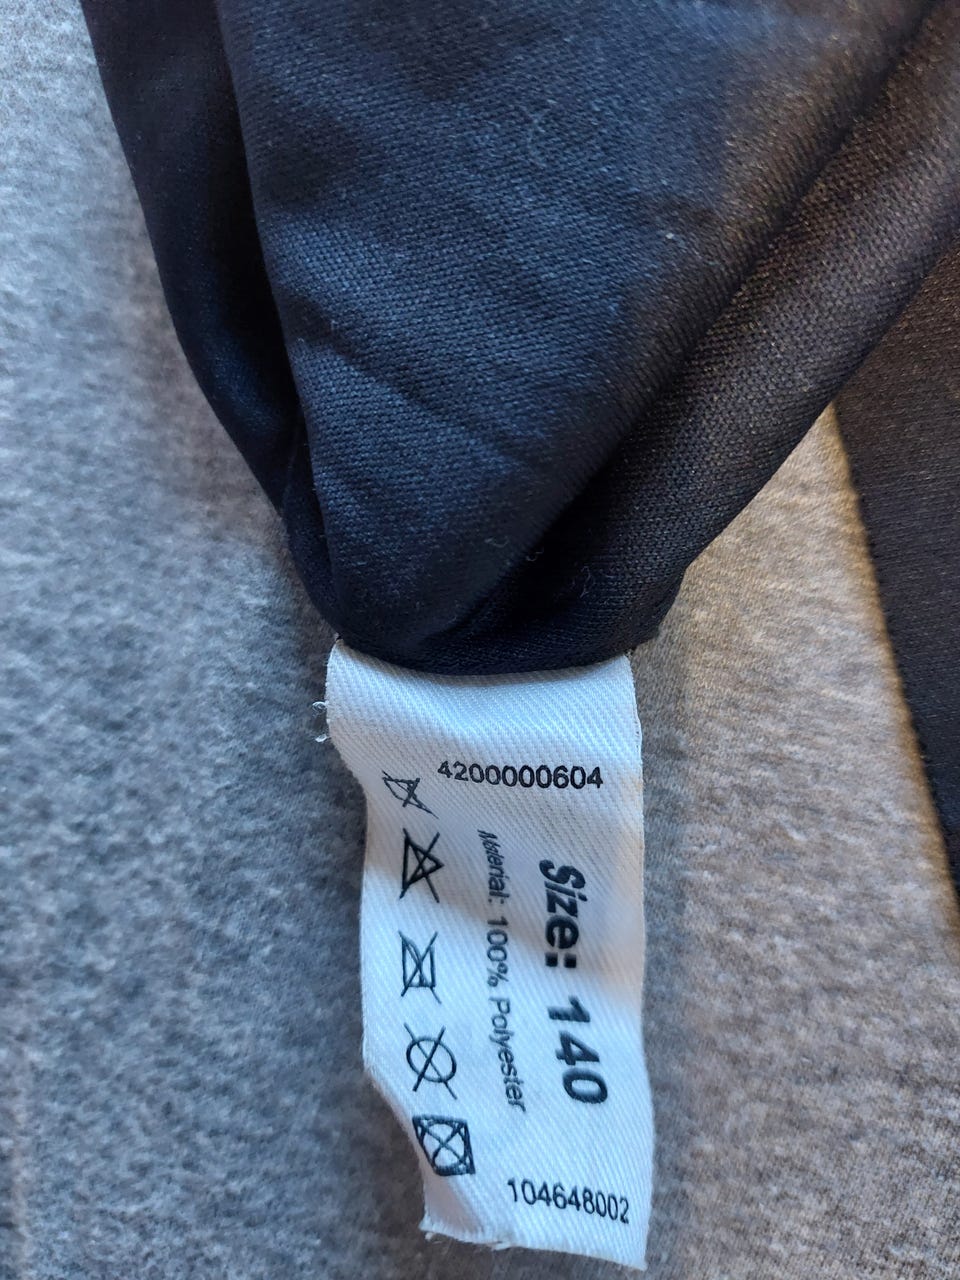 4200000604
Size: 140
Material: 100% Polyester
104648002